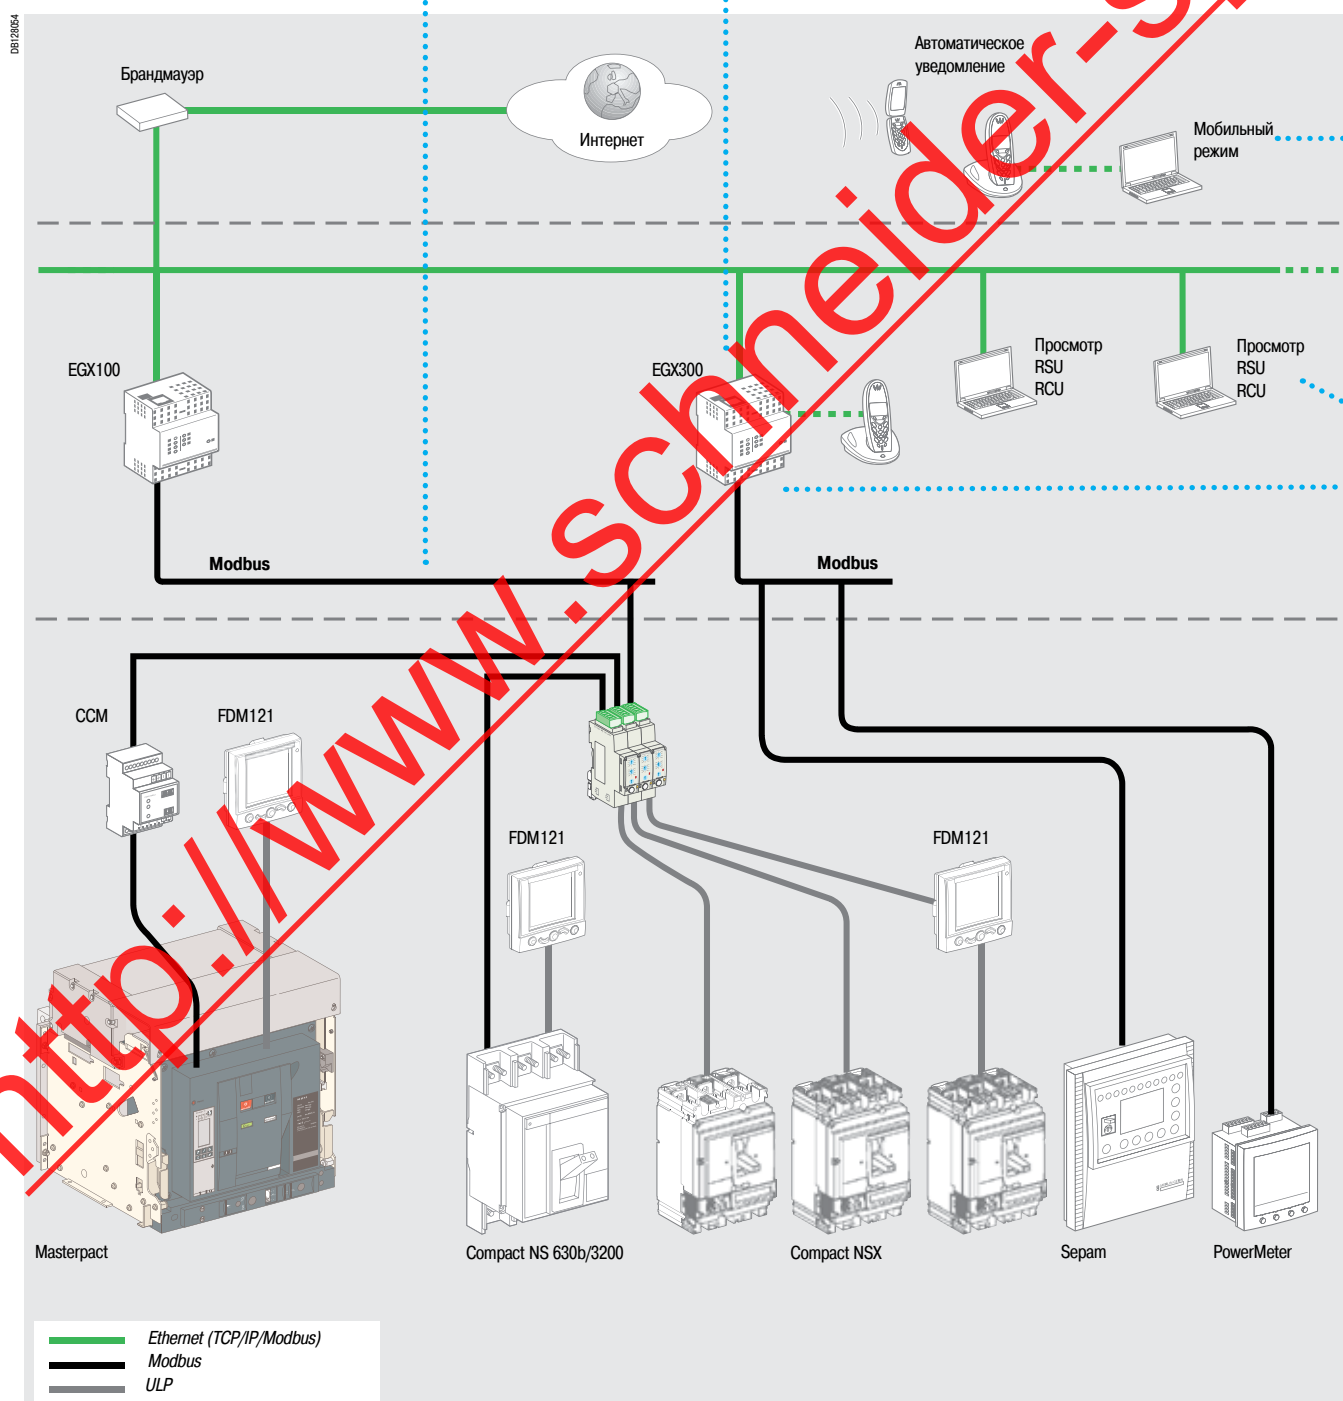 DB128054
Брандмауэр
Интернет
Автоматическое
уведомление
Мобильный
режим
EGX100
EGX300
Просмотр
RSU
RCU
Просмотр
RSU
RCU
Modbus
Modbus
CCM
FDM121
FDM121
FDM121
Masterpact
Compact NS 630b/3200
Compact NSX
Sepam
PowerMeter
Ethernet (TCP/IP/Modbus)
Modbus
ULP
http://www.schneider-s